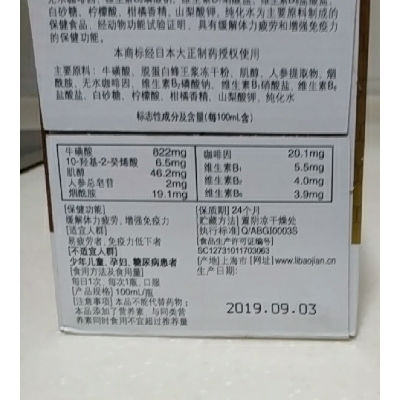 白砂糖、柠檬酸、柑橘香精、山梨酸钾、纯化水为主要原料制成的
保健食品，经动物功能试验证明，具有缓解体力疲劳和增强免疫力
的保健功能。
本商标经日本大正制药授权使用
主要原料：牛磺酸、脱蛋白蜂王浆冻干粉、肌醇、人参提取物、烟
酰胺、无水咖啡因、维生素B₁硝酸盐、维生素B₆
盐酸盐、白砂糖、柠檬酸、柑橘香精、山梨酸钾、纯化水
标志性成分及含量（每100mL含）
牛磺酸 822mg
10-羟基-2-癸烯酸 6.5mg
肌醇 46.2mg
人参总皂苷 2mg
烟酰胺 19.1mg
咖啡因 20.1mg
维生素B₁ 5.5mg
维生素B₂ 4.0mg
维生素B₆ 3.9mg
[保健功能]
缓解体力疲劳、增强免疫力
[适宜人群]
易疲劳者、免疫力低下者
[不适宜人群]
少年儿童、孕妇、糖尿病患者
[食用方法及食用量]
每日1次，每次1瓶，口服
[产品规格] 100mL/瓶
[注意事项] 本品不能代替药物；
本品添加了营养素，与同类营
养素同时食用不宜超过推荐量
[保质期] 24个月
[贮藏方法] 置阴凉干燥处
[执行标准] Q/ABGI0003S
[食品生产许可证编号]
SC12731011703063
[产地] 上海市 [网址] www.libaojian.cn
生产日期：
2019.09.03